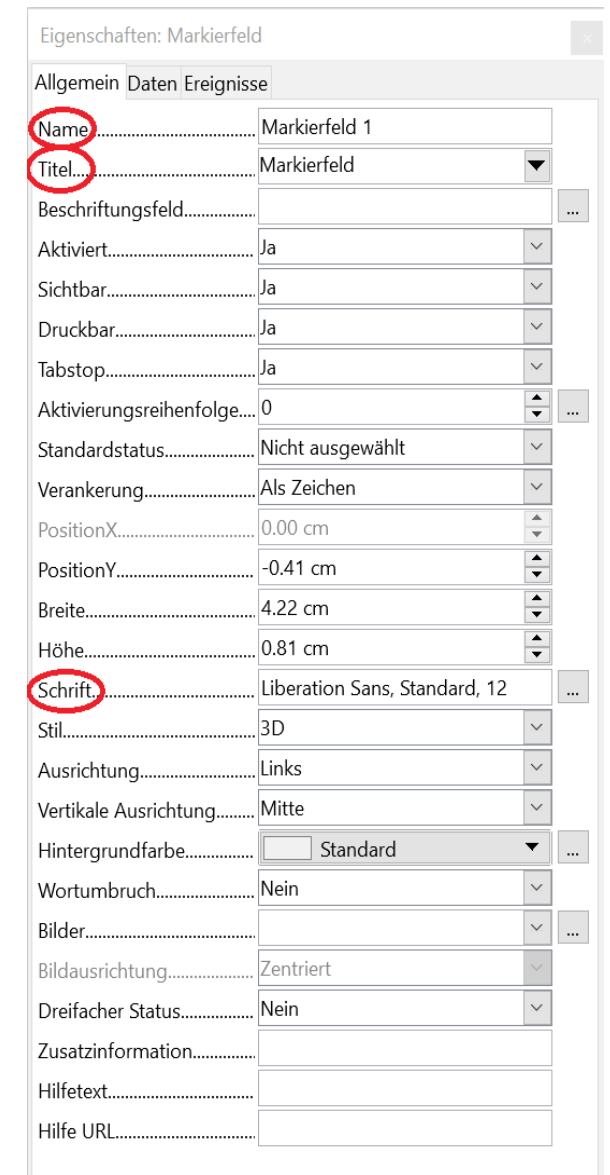 Eigenschaften: Markierfeld ×
Allgemein Daten Ereignisse
Name.............................. Markierfeld 1
Titel................................ Markierfeld
Beschriftungsfeld............... ...
Aktiviert.............................. Ja
Sichtbar.............................. Ja
Druckbar............................ Ja
Tabstop.............................. Ja
Aktivierungsreihenfolge.... 0 ...
Standardstatus................... Nicht ausgewählt
Verankerung....................... Als Zeichen
PositionX............................ 0.00 cm
PositionY............................ -0.41 cm
Breite.................................. 4.22 cm
Höhe................................... 0.81 cm
Schrift................................. Liberation Sans, Standard, 12 ...
Stil....................................... 3D
Ausrichtung........................ Links
Vertikale Ausrichtung......... Mitte
Hintergrundfarbe............... Standard ...
Wortumbruch..................... Nein
Bilder................................... ...
Bildausrichtung................... Zentriert
Dreifacher Status................ Nein
Zusatzinformation..............
Hilfetext..............................
Hilfe URL.............................